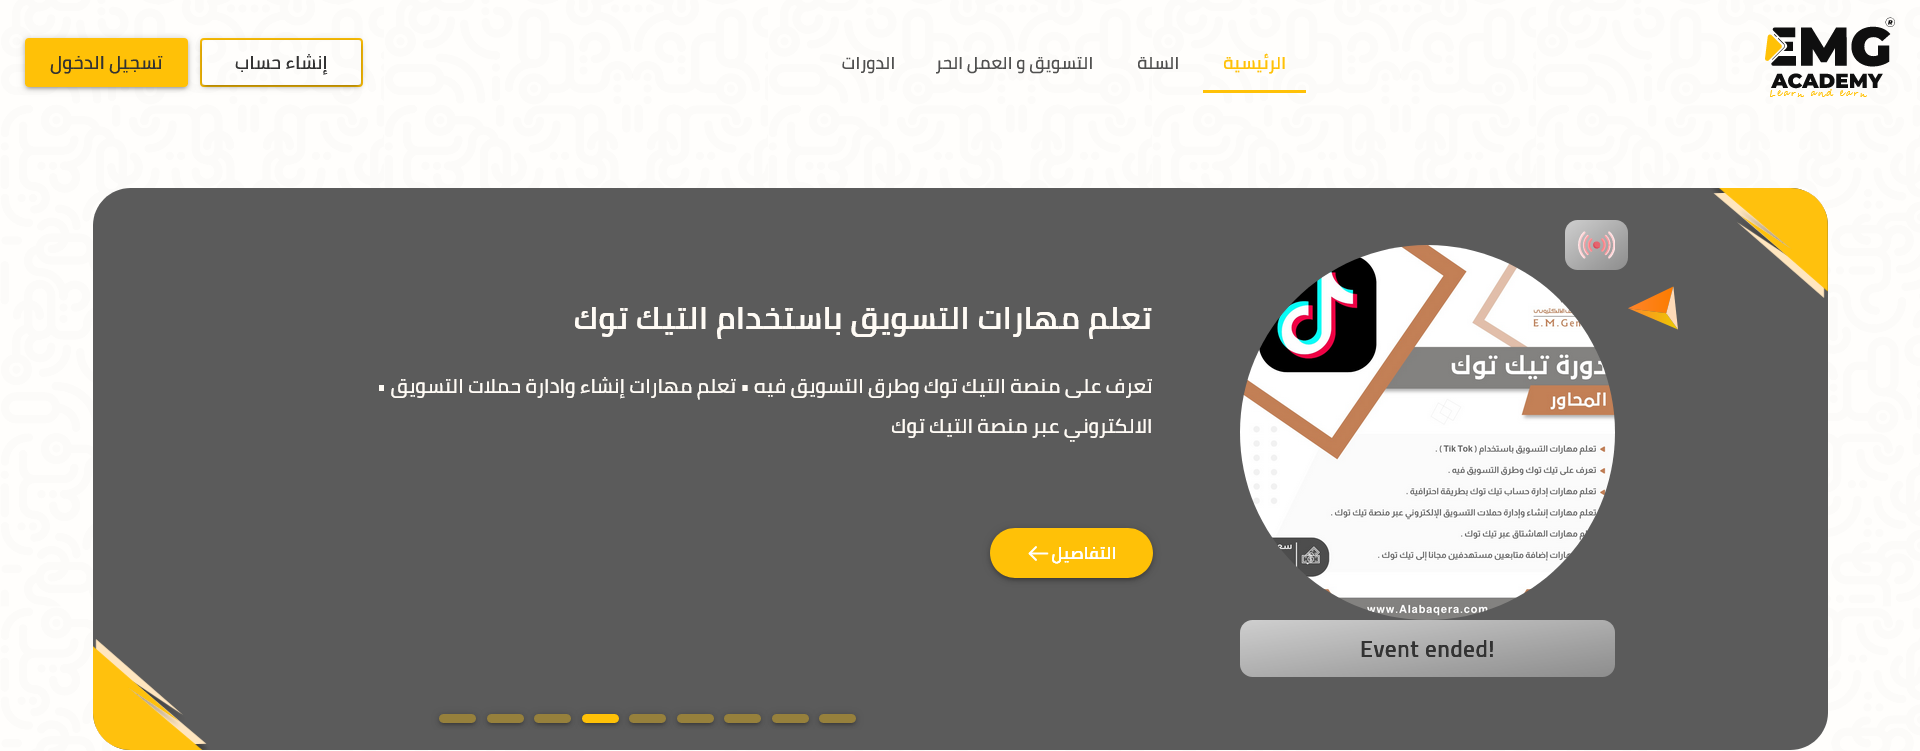 EMG
ACADEMY
Learn and earn
الرئيسية
السلة
التسويق و العمل الحر
الدورات
إنشاء حساب
تسجيل الدخول
تعلم مهارات التسويق باستخدام التيك توك
تعرف على منصة التيك توك وطرق التسويق فيه ▪ تعلم مهارات إنشاء وادارة حملات التسويق ▪
الالكتروني عبر منصة التيك توك
التفاصيل
E.M.Gen
دورة تيك توك
المحاور
تعلم مهارات التسويق باستخدام ( Tik Tok ) .
تعرف على تيك توك وطرق التسويق فيه .
تعلم مهارات إدارة حساب تيك توك بطريقة احترافية .
تعلم مهارات إنشاء وإدارة حملات التسويق الإلكتروني عبر منصة تيك توك .
مهارات الهاشتاق عبر تيك توك .
إضافة متابعين مستهدفين مجانا إلى تيك توك .
www.Alabaqera.com
Event ended!